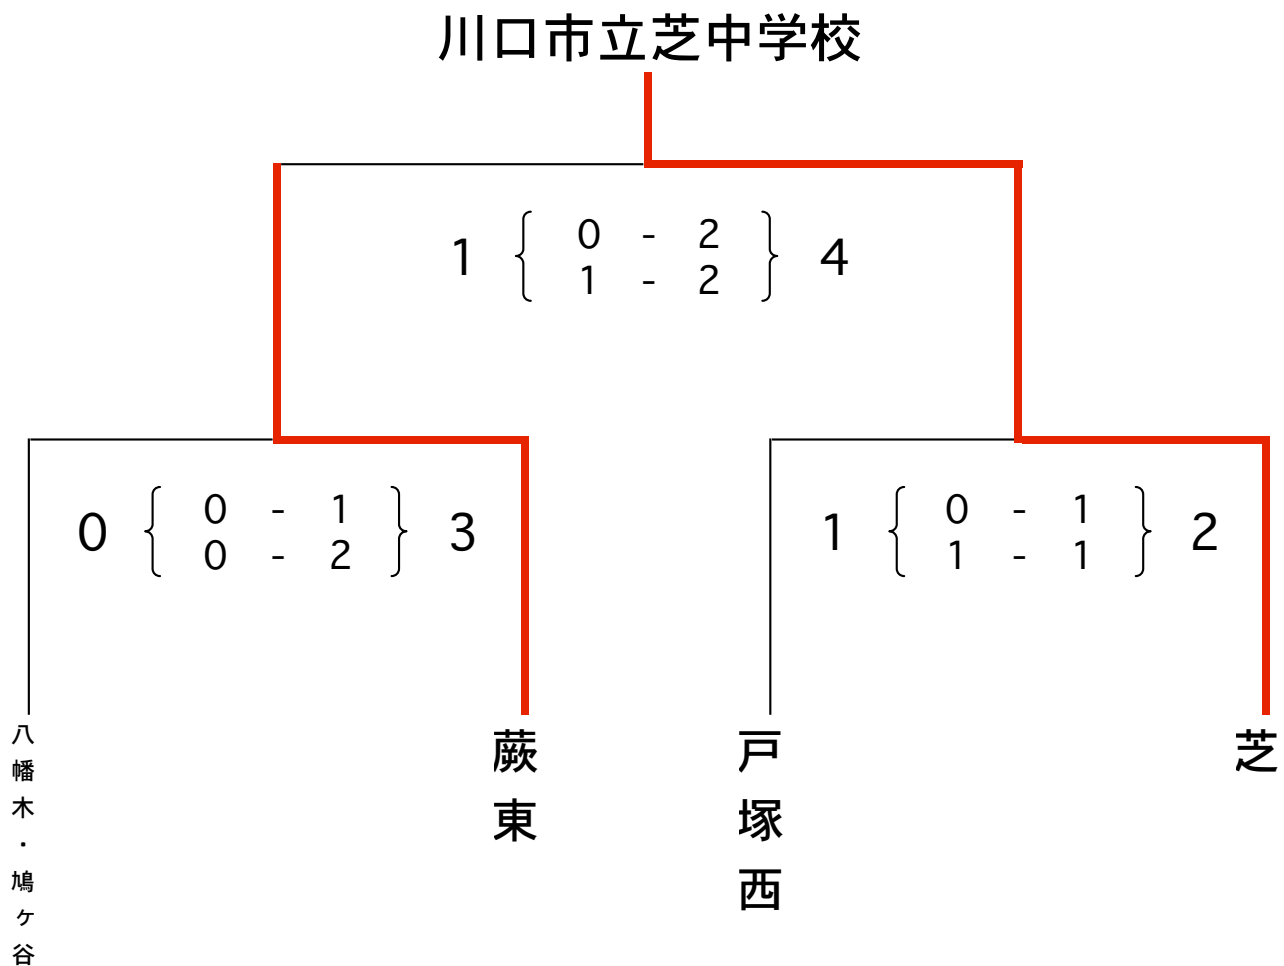 川口市立芝中学校
1 { 0 - 2 } 4
1 - 2
0 { 0 - 1 } 3
0 - 2
1 { 0 - 1 } 2
1 - 1
八幡木・鳩ヶ谷
蕨東
戸塚西
芝